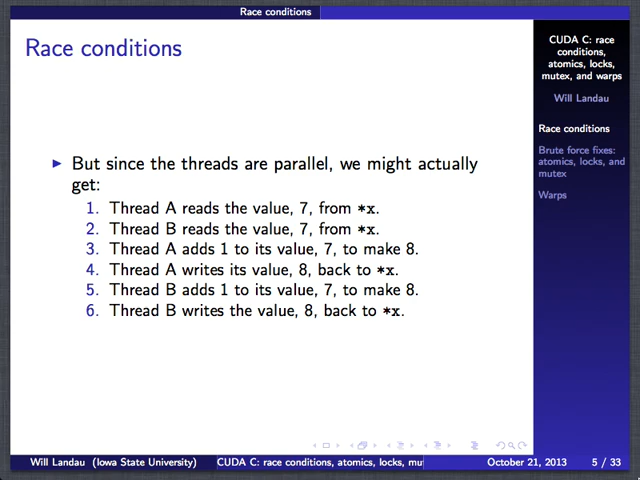 Race conditions
Race conditions
CUDA C: race
conditions,
atomics, locks,
mutex, and warps
Will Landau
Race conditions
Brute force fixes:
atomics, locks, and
mutex
Warps
But since the threads are parallel, we might actually
get:
1. Thread A reads the value, 7, from *x.
2. Thread B reads the value, 7, from *x.
3. Thread A adds 1 to its value, 7, to make 8.
4. Thread A writes its value, 8, back to *x.
5. Thread B adds 1 to its value, 7, to make 8.
6. Thread B writes the value, 8, back to *x.
Will Landau (Iowa State University) CUDA C: race conditions, atomics, locks, mu October 21, 2013 5 / 33